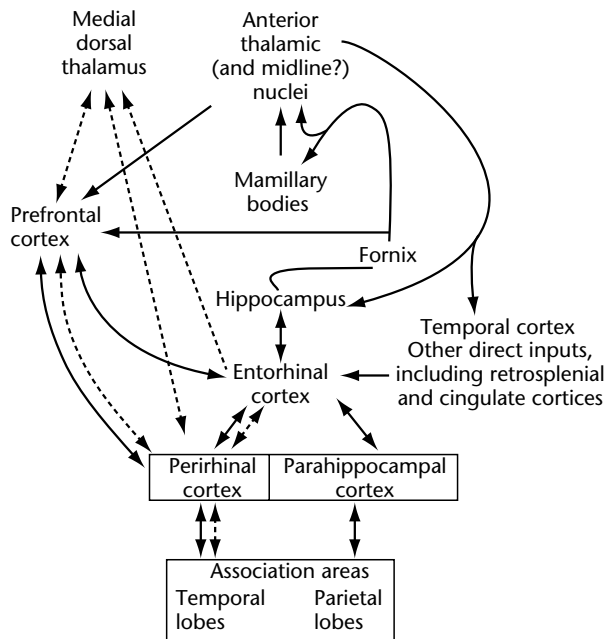 Medial
dorsal
thalamus
Anterior
thalamic
(and midline?)
nuclei
Mamillary
bodies
Prefrontal
cortex
Fornix
Hippocampus
Temporal cortex
Other direct inputs,
including retrosplenial
and cingulate cortices
Entorhinal
cortex
Perirhinal
cortex
Parahippocampal
cortex
Association areas
Temporal
lobes
Parietal
lobes